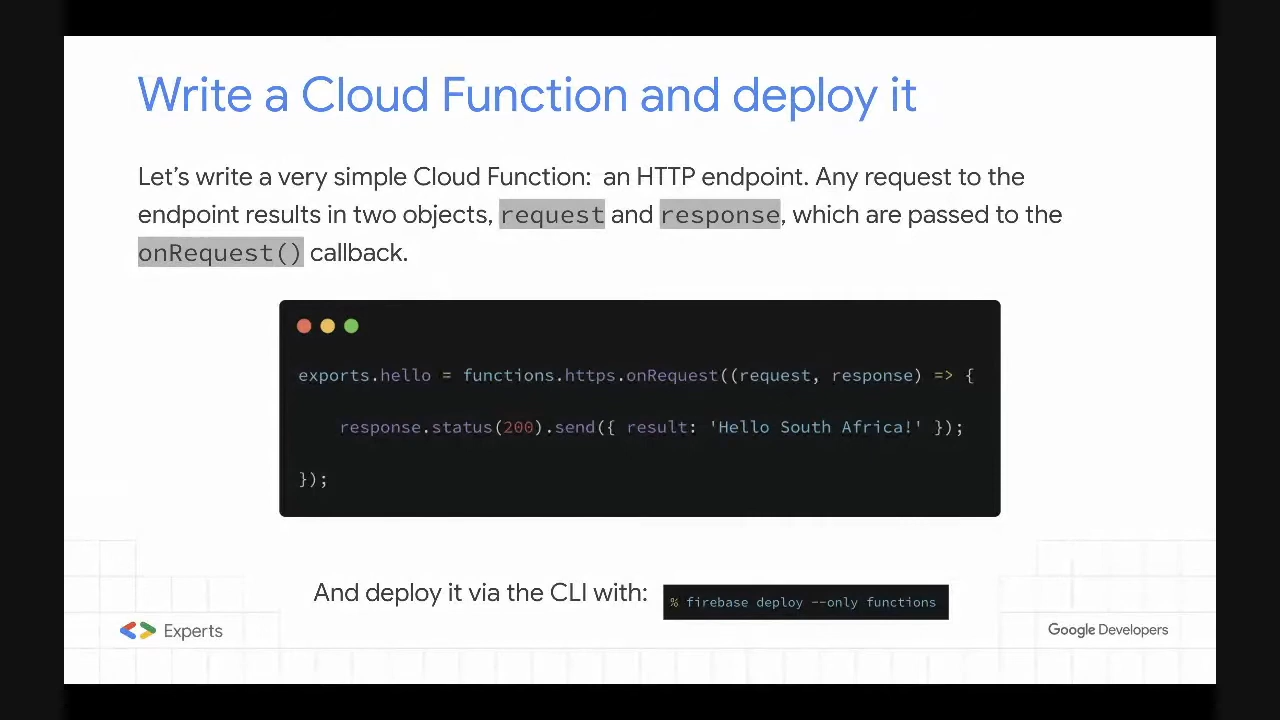 Write a Cloud Function and deploy it
Let’s write a very simple Cloud Function:  an HTTP endpoint. Any request to the
endpoint results in two objects, request and response, which are passed to the
onRequest() callback.
exports.hello = functions.https.onRequest((request, response) => {
response.status(200).send({ result: 'Hello South Africa!' });
});
And deploy it via the CLI with:
% firebase deploy --only functions
Experts
Google Developers